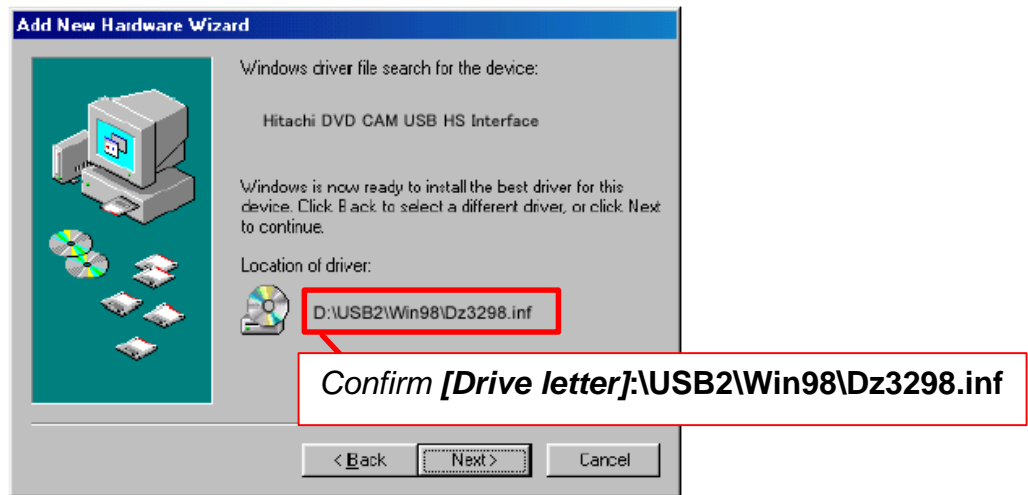 Add New Hardware Wizard
Windows driver file search for the device:
Hitachi DVD CAM USB HS Interface
Windows is now ready to install the best driver for this
device. Click Back to select a different driver, or click Next
to continue.
Location of driver:
D:\USB2\Win98\Dz3298.inf
Confirm [Drive letter]:\USB2\Win98\Dz3298.inf
< Back
Next >
Cancel